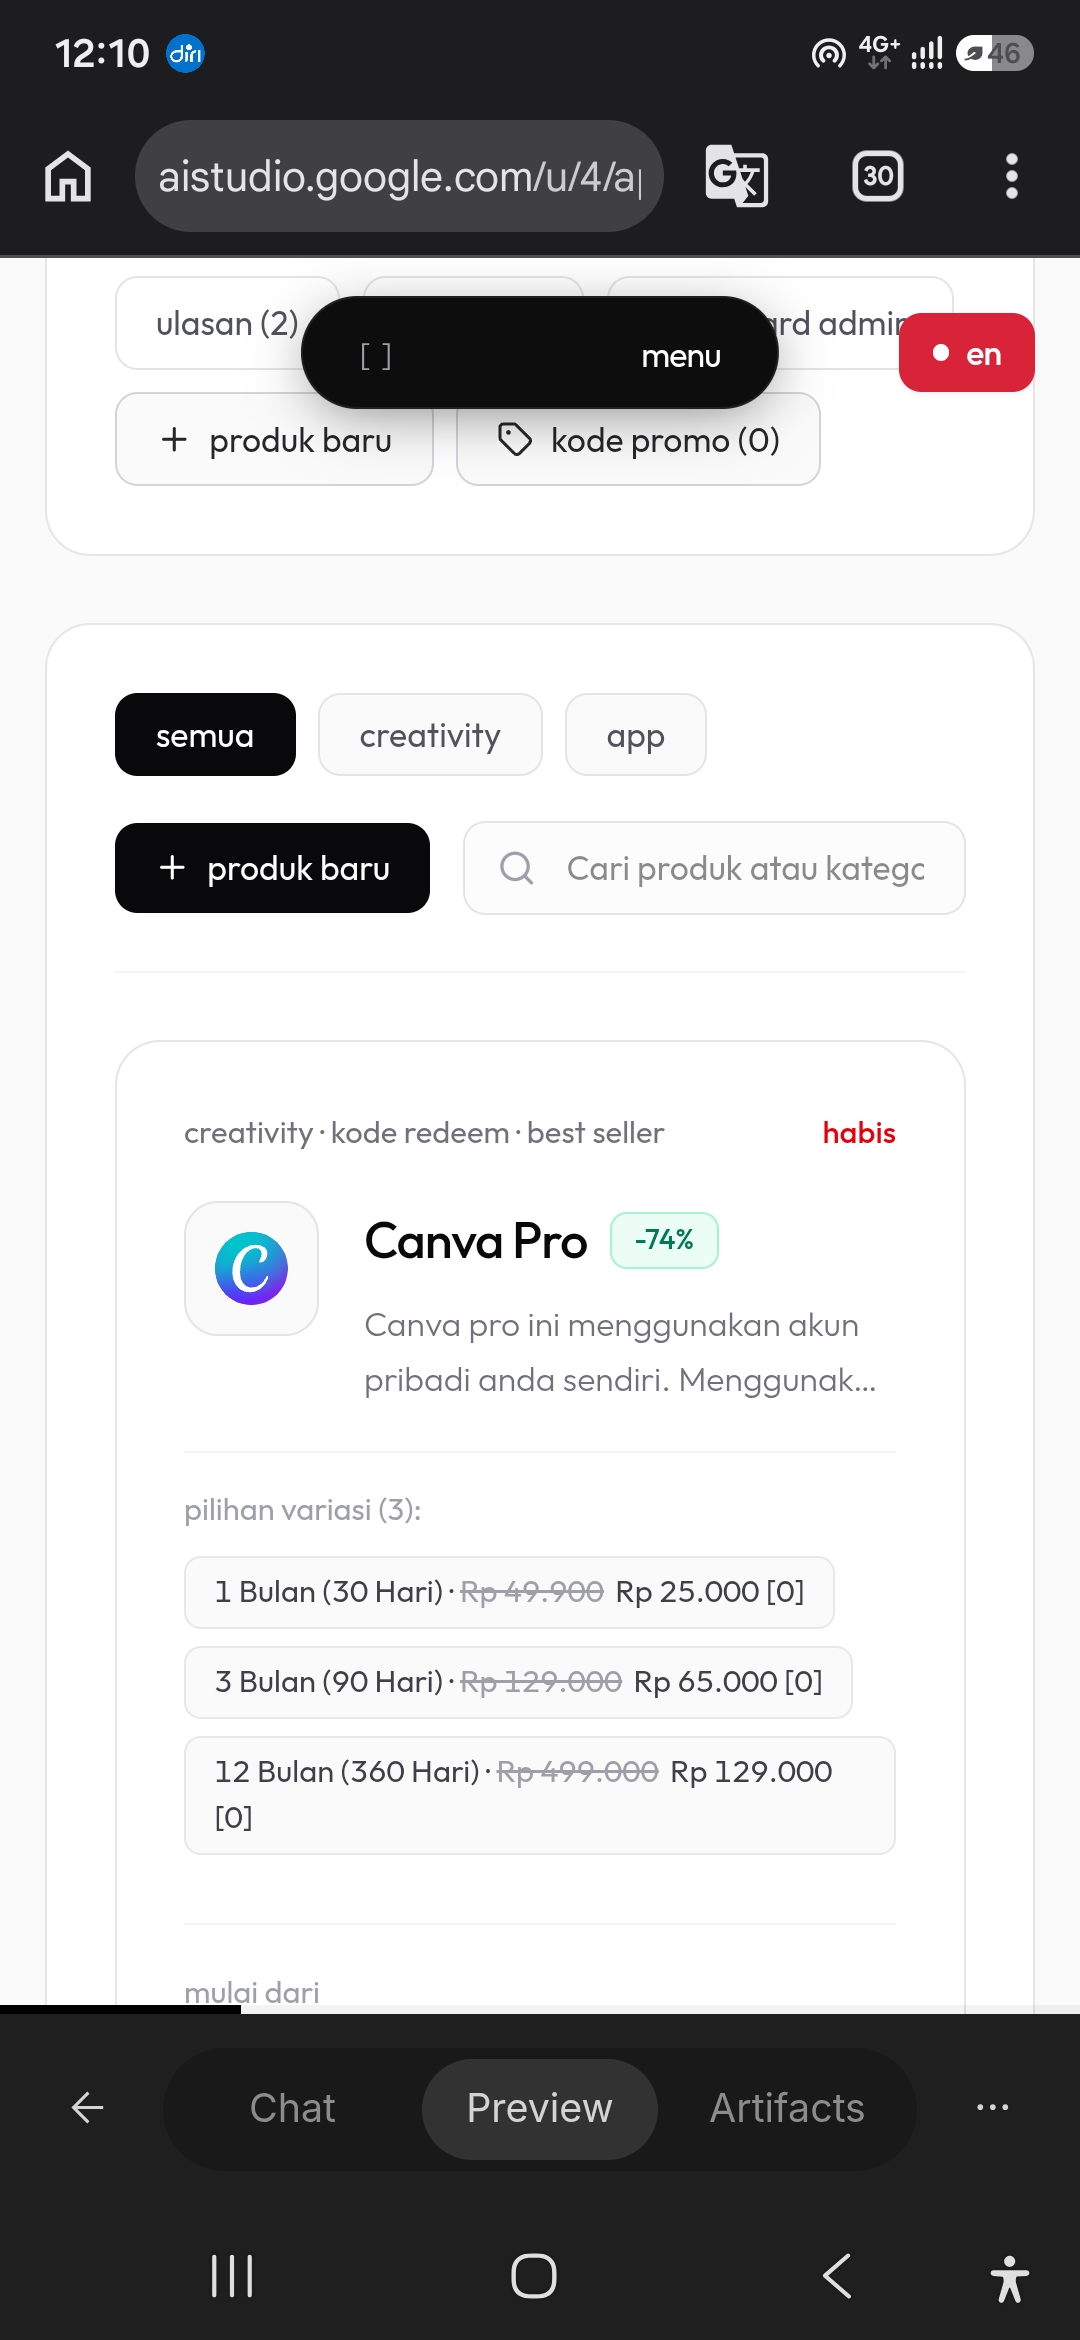 12:10 diri 4G+ 46
aistudio.google.com/u/4/a
30
ulasan (2)
[ ] menu
en
+ produk baru
kode promo (0)
semua
creativity
app
+ produk baru
Cari produk atau katego
creativity · kode redeem · best seller
habis
Canva Pro
-74%
Canva pro ini menggunakan akun
pribadi anda sendiri. Menggunak...
pilihan variasi (3):
1 Bulan (30 Hari) · Rp 49.900 Rp 25.000 [0]
3 Bulan (90 Hari) · Rp 129.000 Rp 65.000 [0]
12 Bulan (360 Hari) · Rp 499.000 Rp 129.000
[0]
mulai dari
Chat
Preview
Artifacts